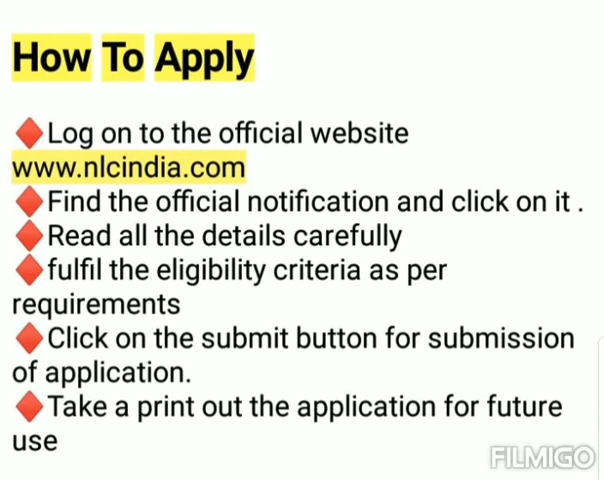 How To Apply
♦Log on to the official website
www.nlcindia.com
♦Find the official notification and click on it .
♦Read all the details carefully
♦fulfil the eligibility criteria as per
requirements
♦Click on the submit button for submission
of application.
♦Take a print out the application for future
use
FILMIGO